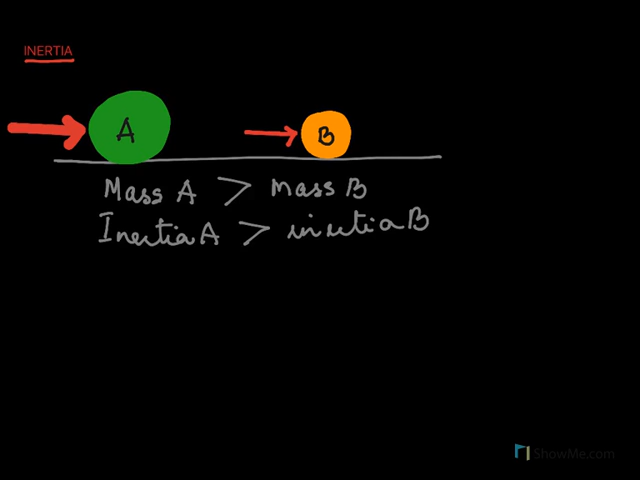 INERTIA
A
B
Mass A > mass B
Inertia A > inertia B
ShowMe.com